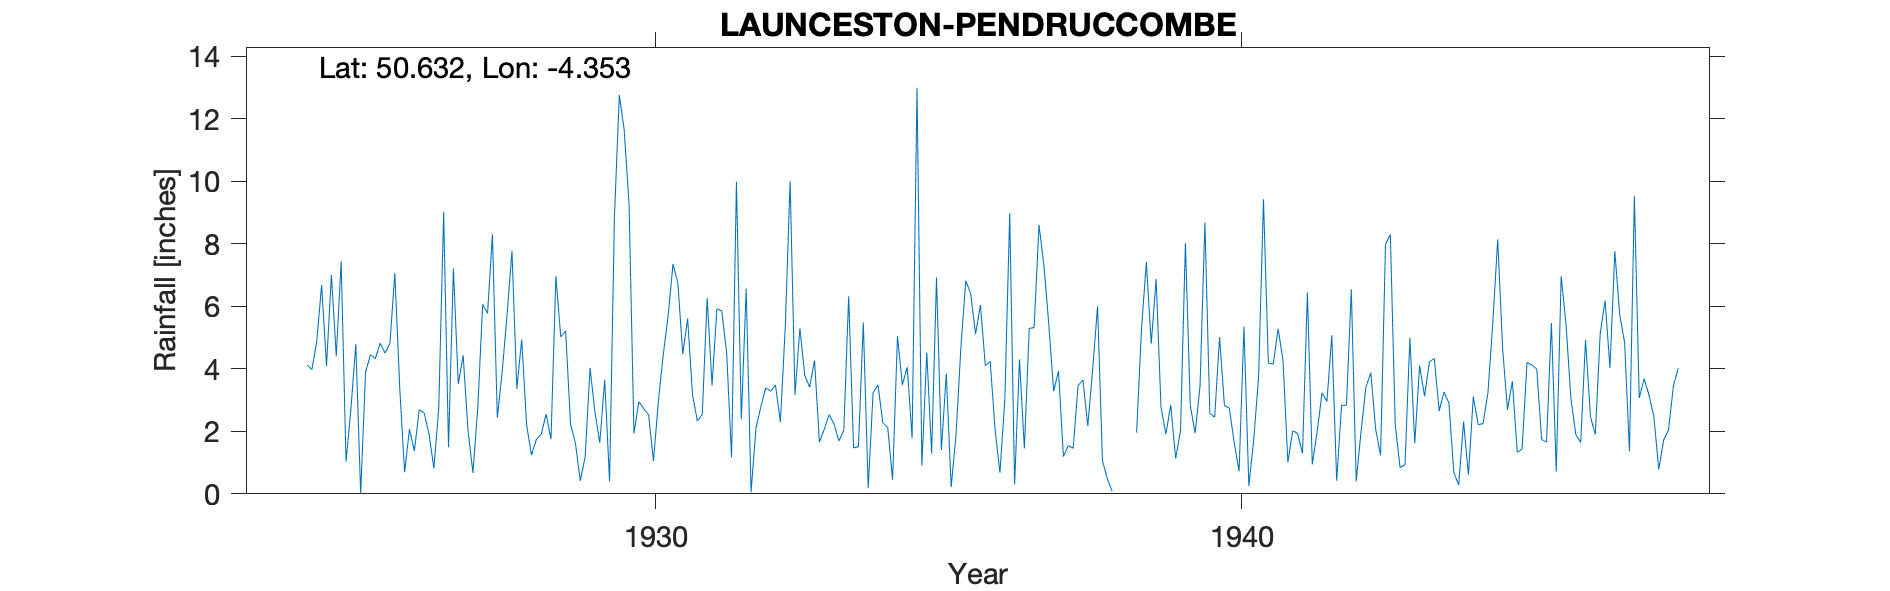 LAUNCESTON-PENDRUCCOMBE
Lat: 50.632, Lon: -4.353
14
12
10
8
6
4
2
0
Rainfall [inches]
1930 1940
Year